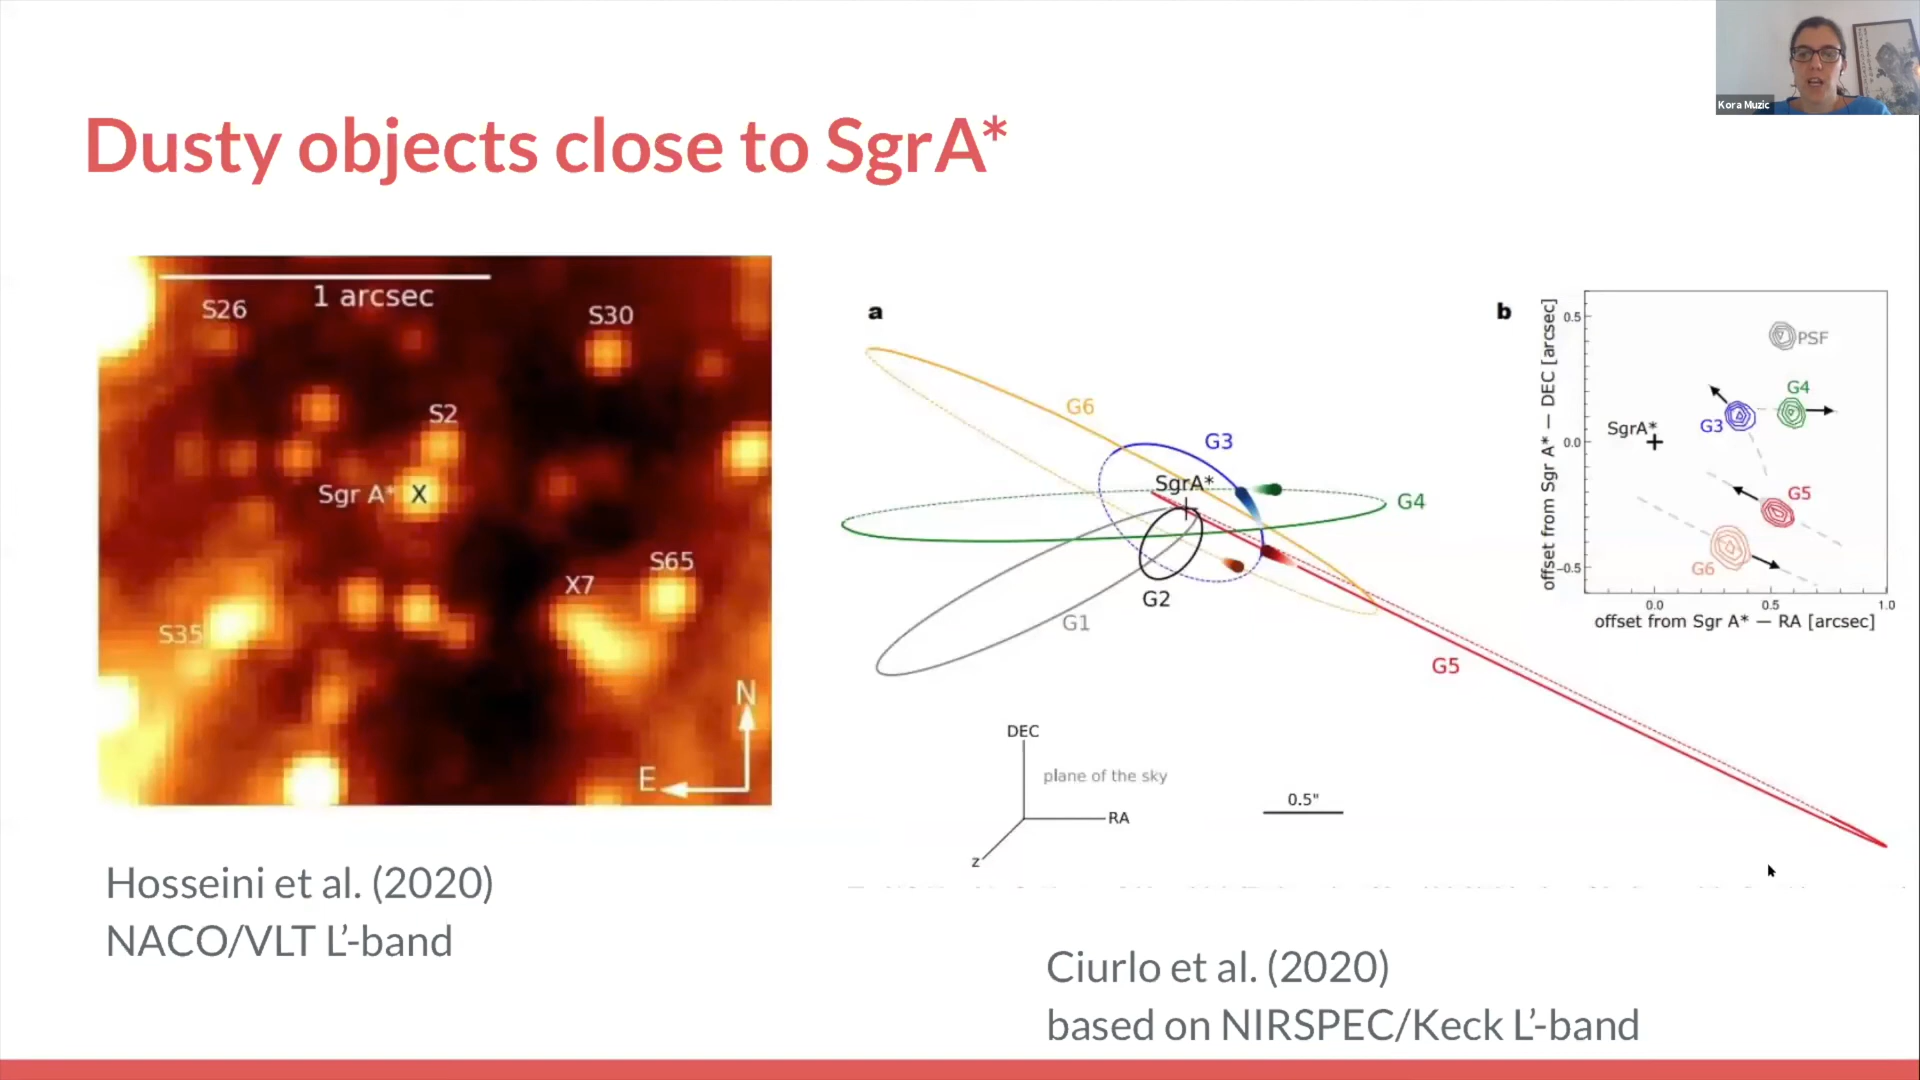 Kora Muzic
Dusty objects close to SgrA*
1 arcsec
S26
S30
S2
Sgr A*
X
S65
X7
S35
N
E
a
G6
G3
SgrA*
G4
G2
G1
G5
DEC
plane of the sky
RA
z
0.5"
b
offset from Sgr A* — DEC [arcsec]
0.5
0.0
−0.5
PSF
G4
G3
SgrA*
G5
G6
0.0 0.5 1.0
offset from Sgr A* — RA [arcsec]
Hosseini et al. (2020)
NACO/VLT L’-band
Ciurlo et al. (2020)
based on NIRSPEC/Keck L’-band